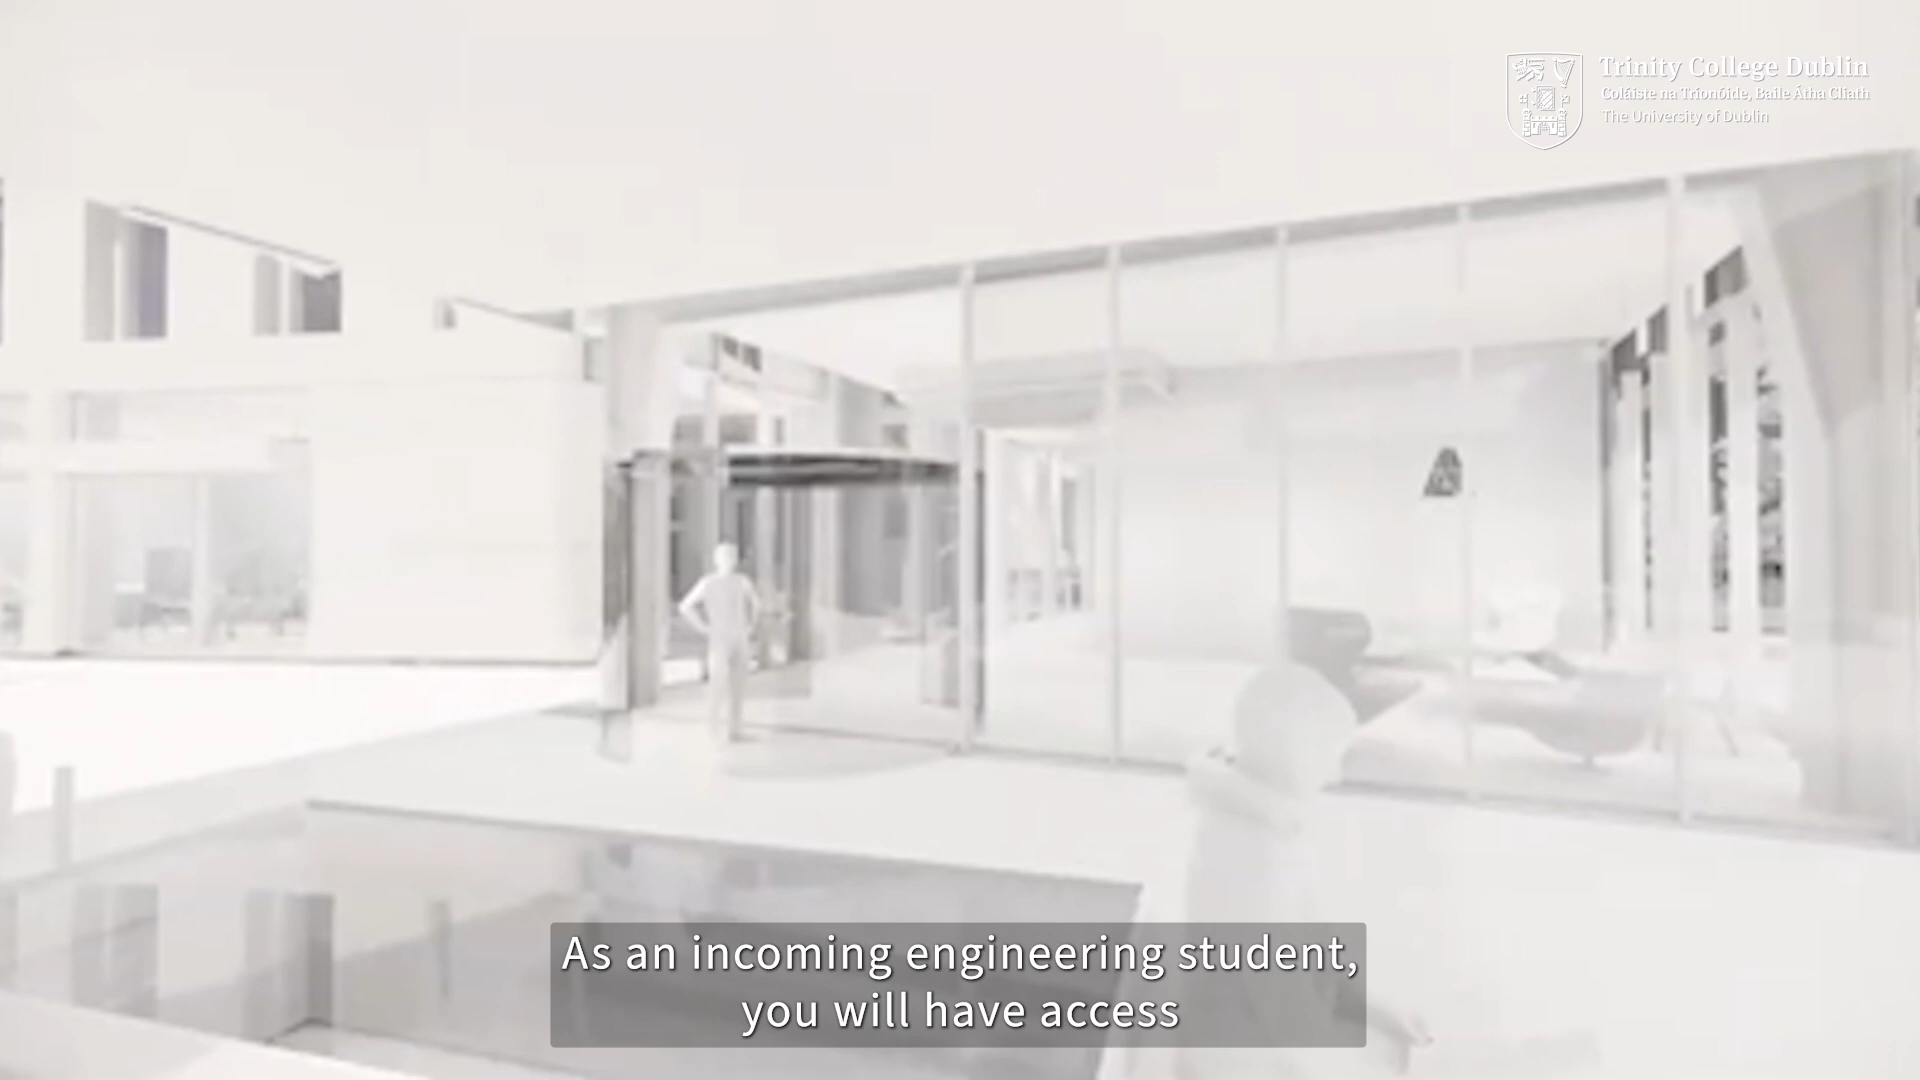 Trinity College Dublin
Coláiste na Tríonóide, Baile Átha Cliath
The University of Dublin
As an incoming engineering student,
you will have access